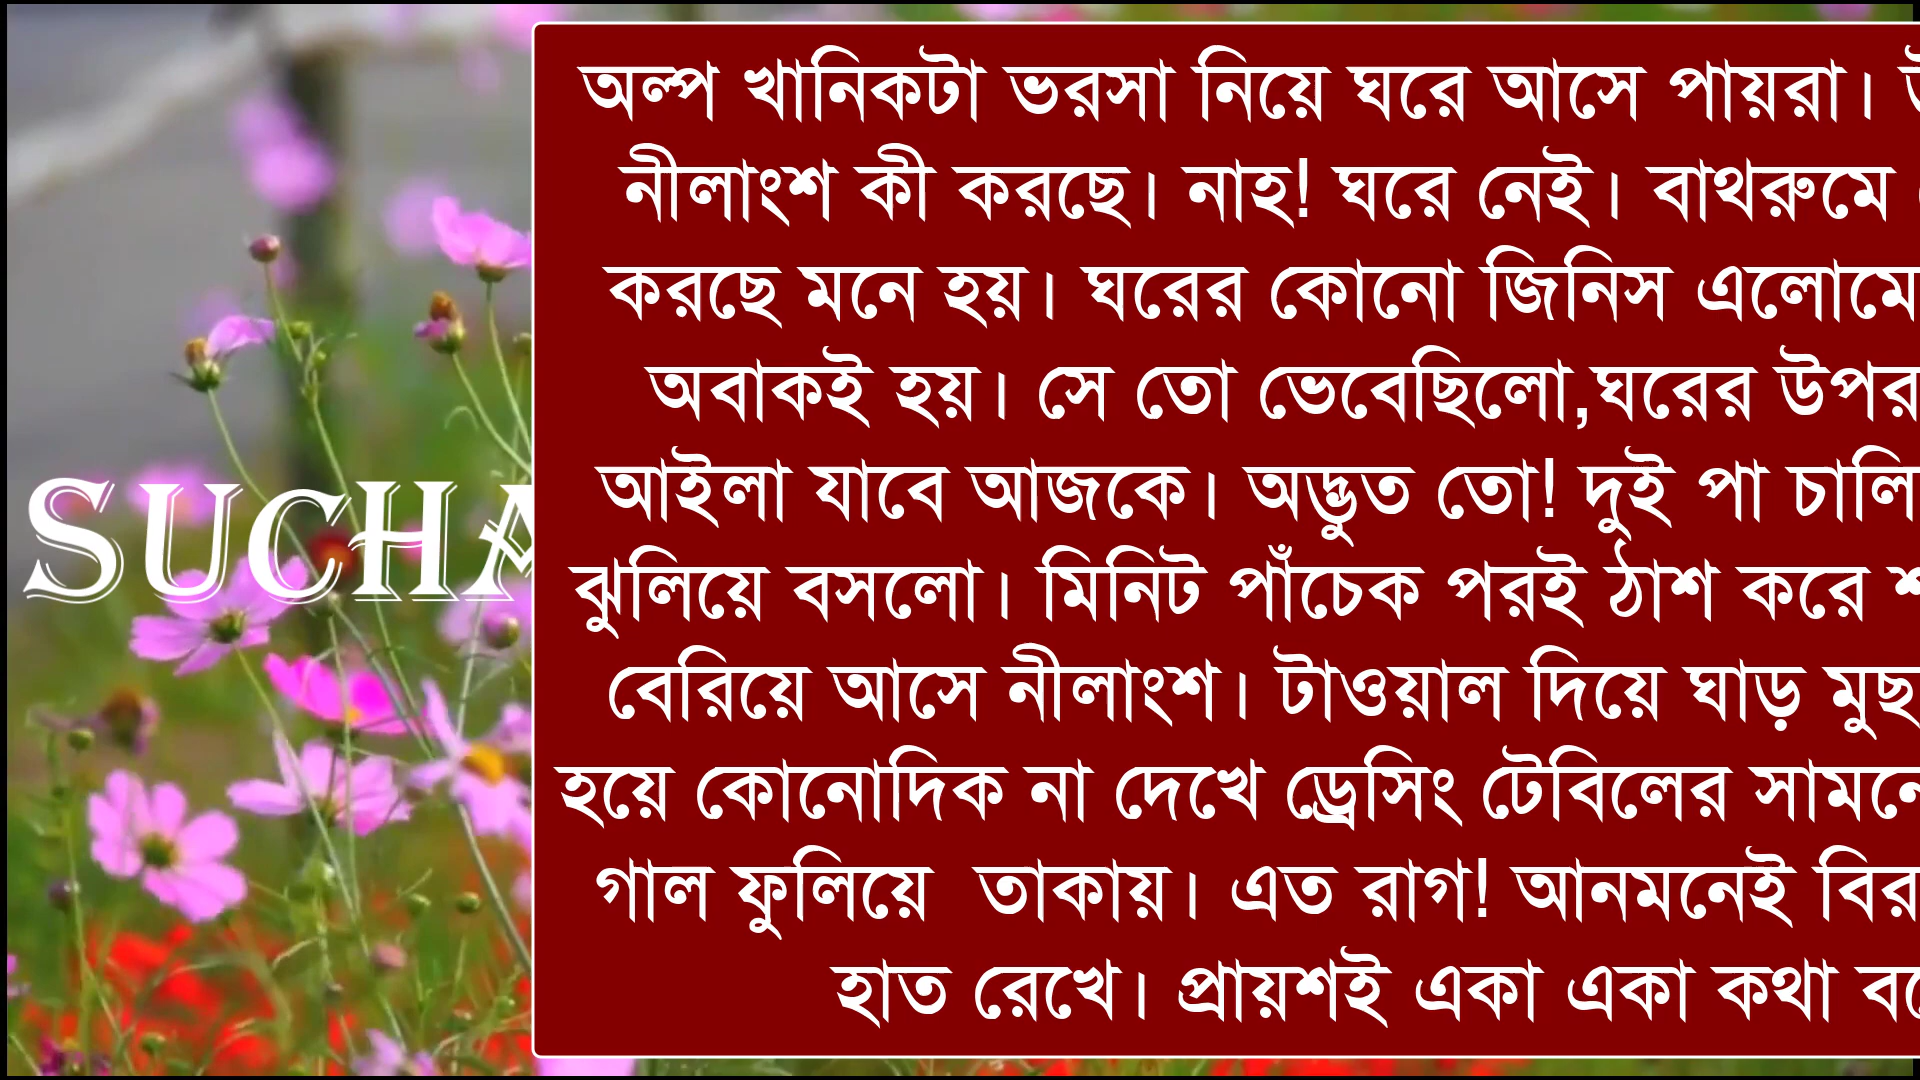 অল্প খানিকটা ভরসা নিয়ে ঘরে আসে পায়রা।
নীলাংশ কী করছে। নাহ! ঘরে নেই। বাথরুমে
করছে মনে হয়। ঘরের কোনো জিনিস
অবাকই হয়। সে তো ভেবেছিলো,ঘরের উপর
আইলা যাবে আজকে। অদ্ভুত তো! দুই পা
ঝুলিয়ে বসলো। মিনিট পাঁচেক পরই ঠাশ করে
বেরিয়ে আসে নীলাংশ। টাওয়াল দিয়ে ঘাড়
হয়ে কোনোদিক না দেখে ড্রেসিং টেবিলের সামনে
গাল ফুলিয়ে তাকায়। এত রাগ! আনমনেই
হাত রেখে। প্রায়শই একা একা কথা
SUCHA